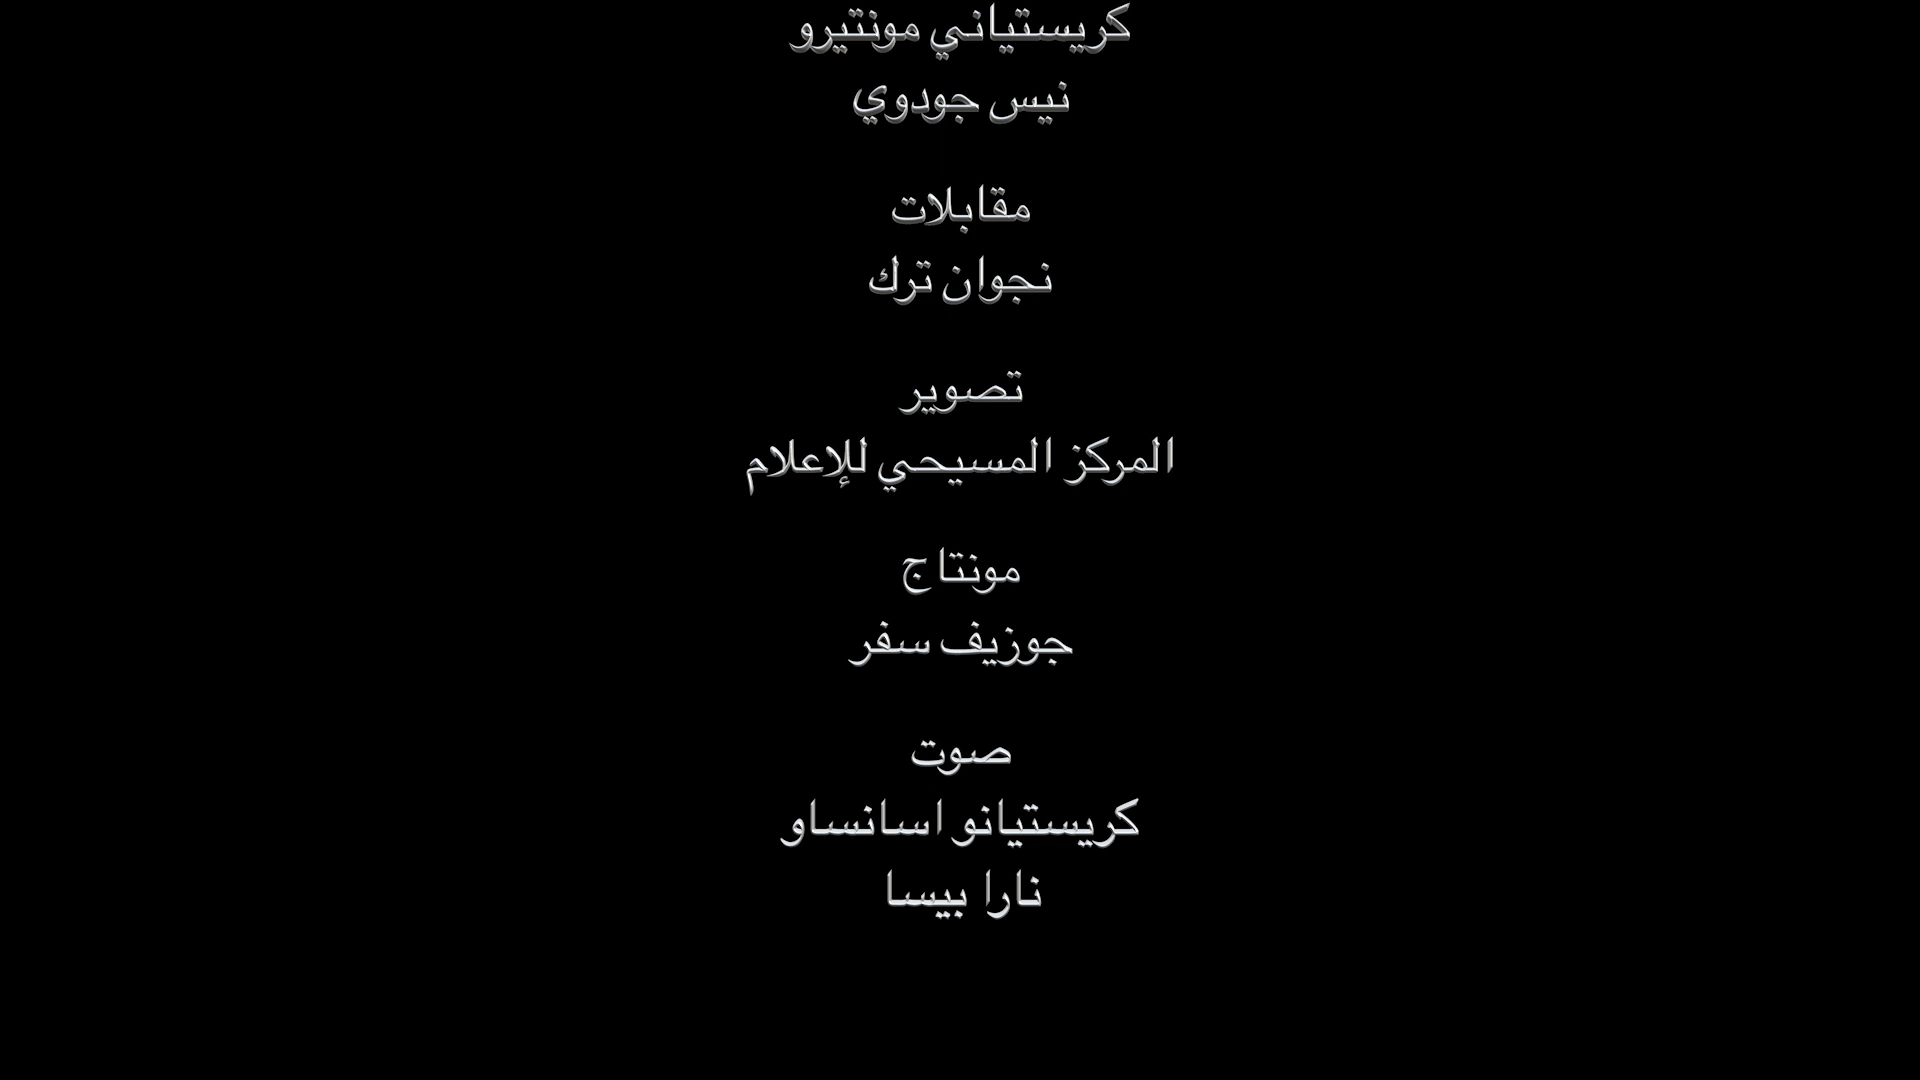 كريستياني مونتيرو
نيس جودوي
مقابلات
نجوان ترك
تصوير
المركز المسيحي للإعلام
مونتاج
جوزيف سفر
صوت
كريستيانو اسانساو
نارا بيسا